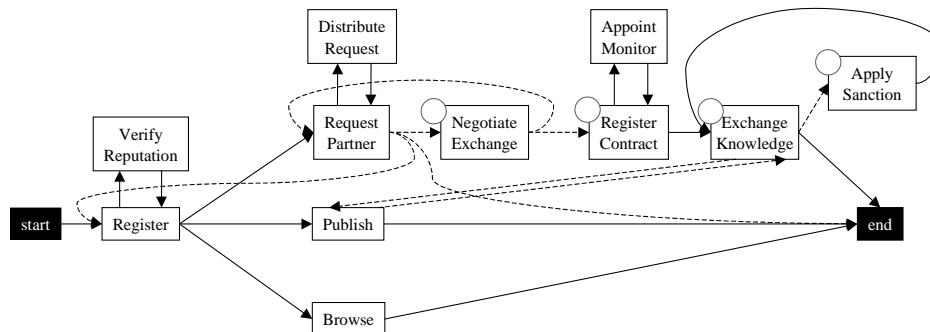 Distribute
Request
Appoint
Monitor
Apply
Sanction
Verify
Reputation
Request
Partner
Negotiate
Exchange
Register
Contract
Exchange
Knowledge
start
Register
Publish
end
Browse